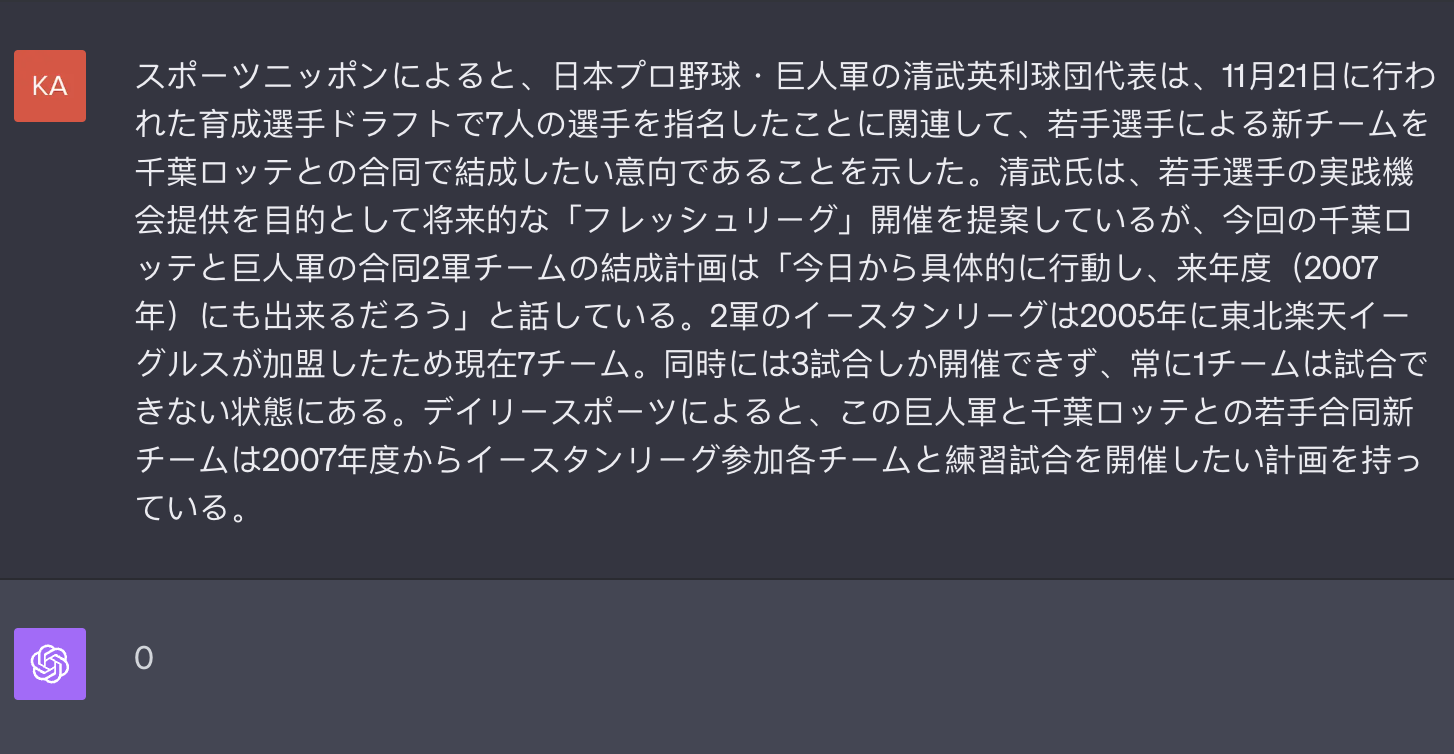 KA
スポーツニッポンによると、日本プロ野球・巨人軍の清武英利球団代表は、11月21日に行わ
れた育成選手ドラフトで7人の選手を指名したことに関連して、若手選手による新チームを
千葉ロッテとの合同で結成したい意向であることを示した。清武氏は、若手選手の実践機
会提供を目的として将来的な「フレッシュリーグ」開催を提案しているが、今回の千葉ロ
ッテと巨人軍の合同2軍チームの結成計画は「今日から具体的に行動し、来年度（2007
年）にも出来るだろう」と話している。2軍のイースタンリーグは2005年に東北楽天イー
グルスが加盟したため現在7チーム。同時には3試合しか開催できず、常に1チームは試合で
きない状態にある。デイリースポーツによると、この巨人軍と千葉ロッテとの若手合同新
チームは2007年度からイースタンリーグ参加各チームと練習試合を開催したい計画を持っ
ている。
0